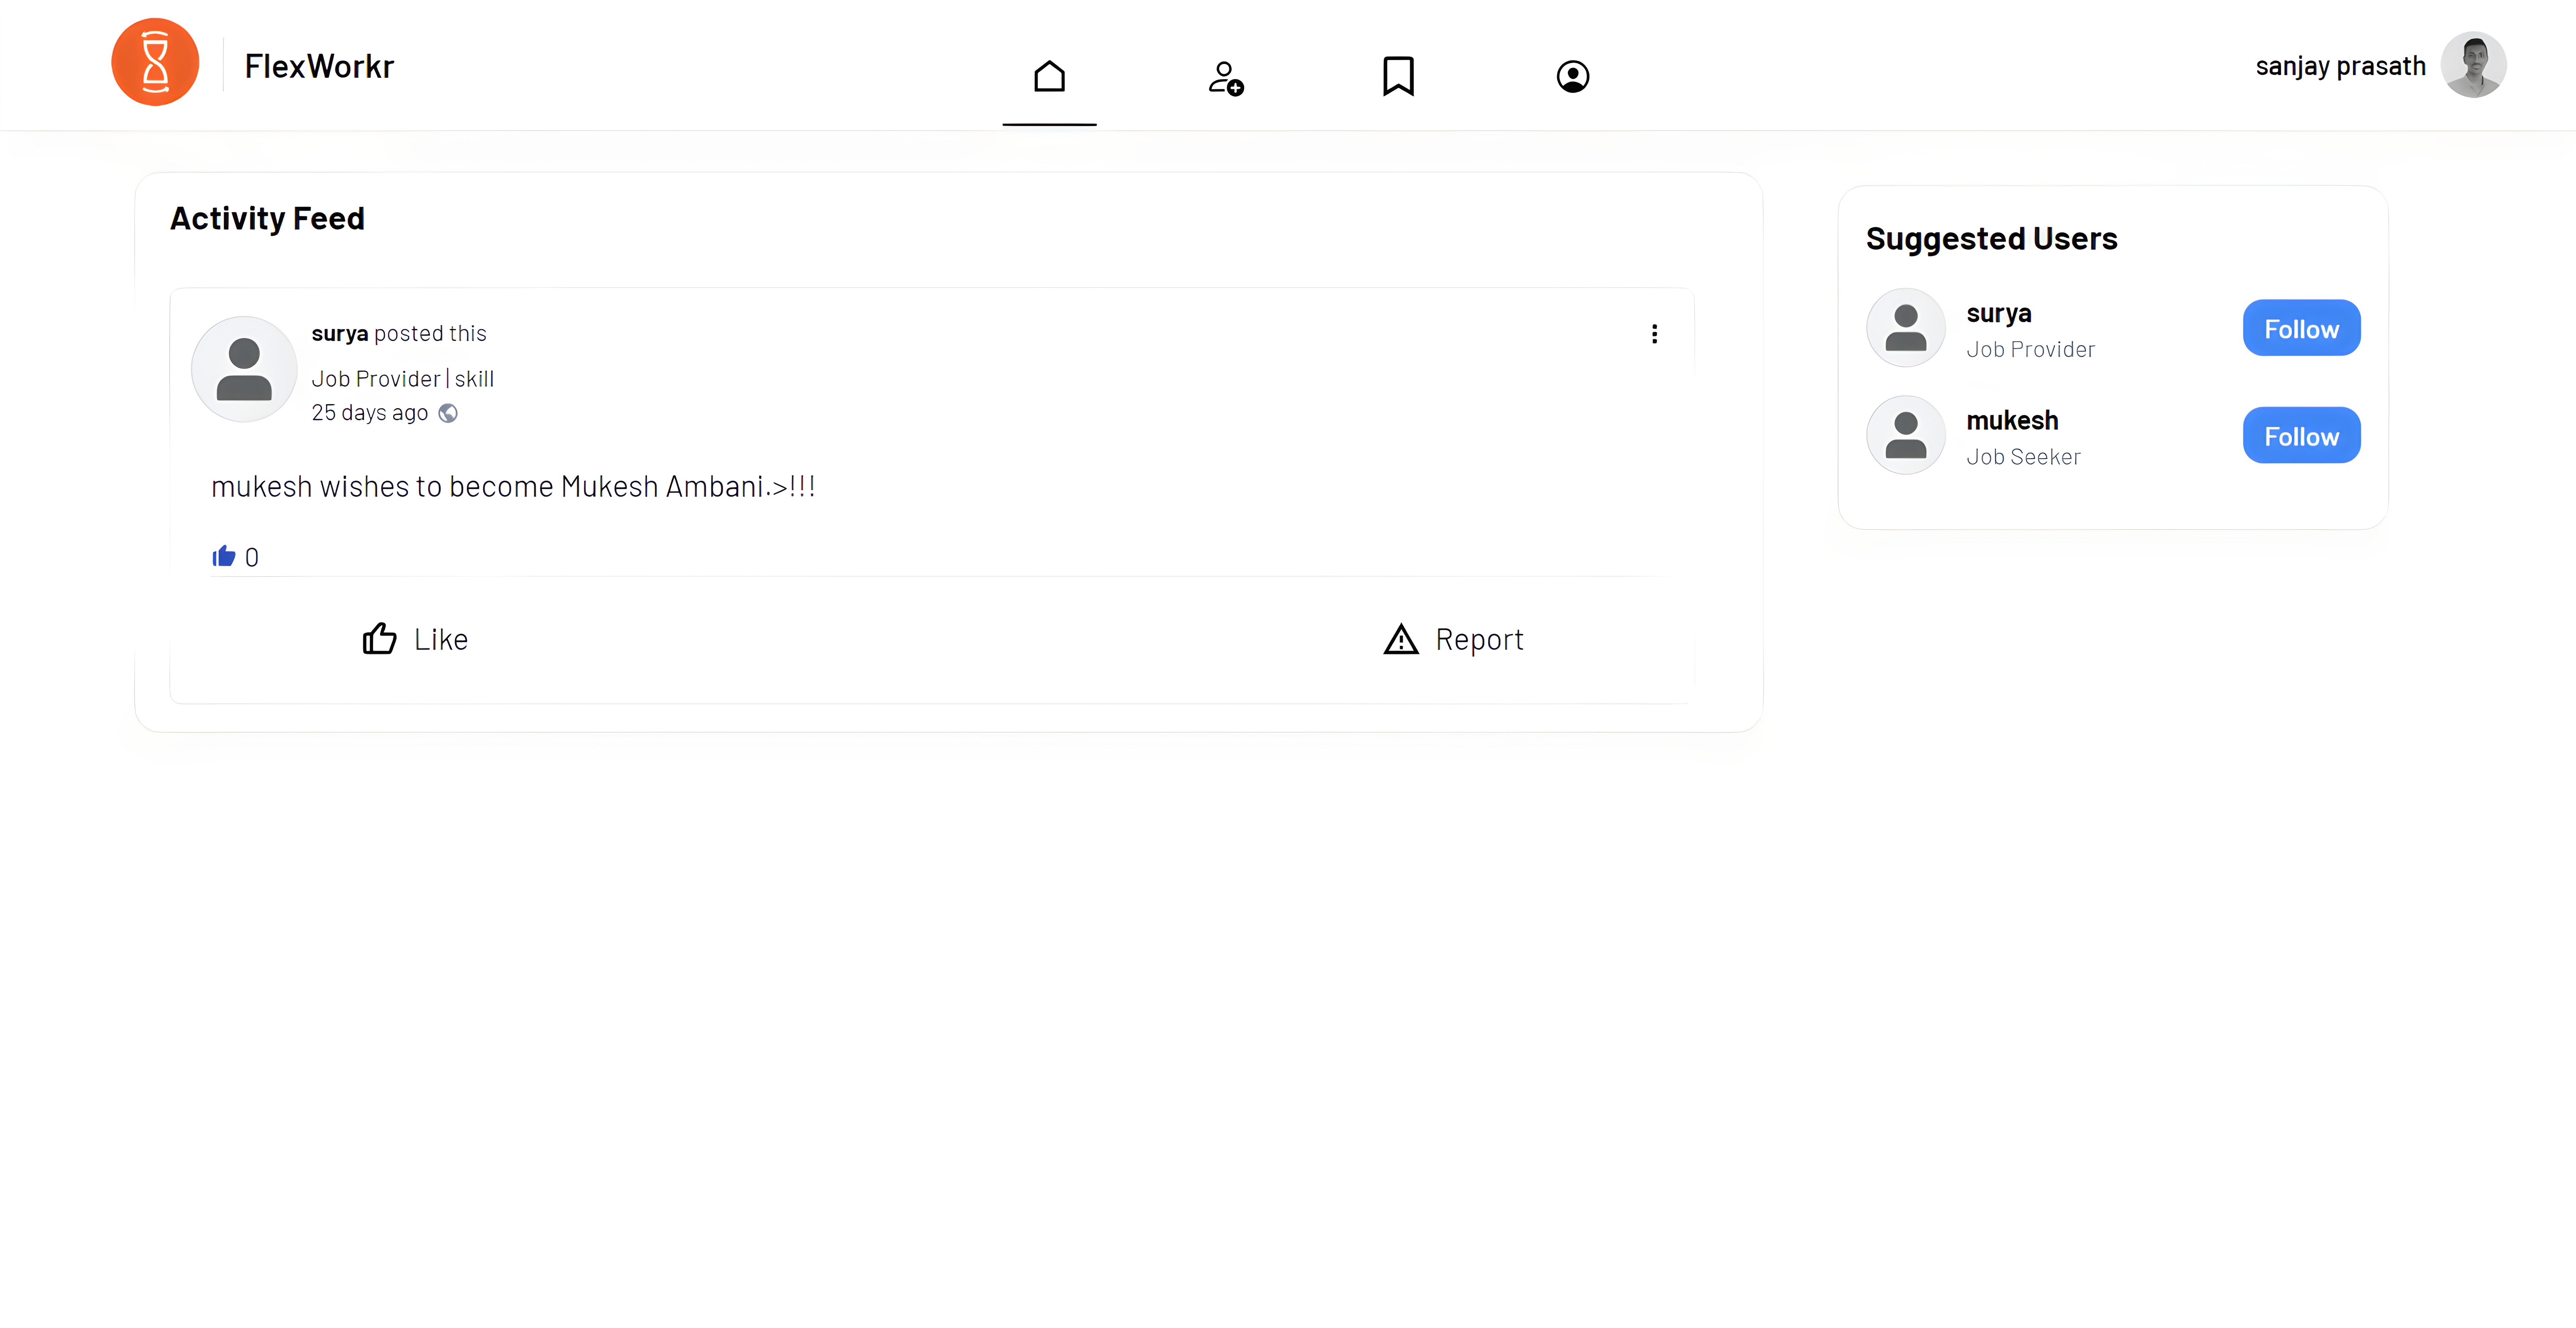 FlexWorkr
sanjay prasath
Activity Feed
surya posted this
Job Provider | skill
25 days ago
mukesh wishes to become Mukesh Ambani.>!!!
0
Like
Report
Suggested Users
surya
Job Provider
Follow
mukesh
Job Seeker
Follow